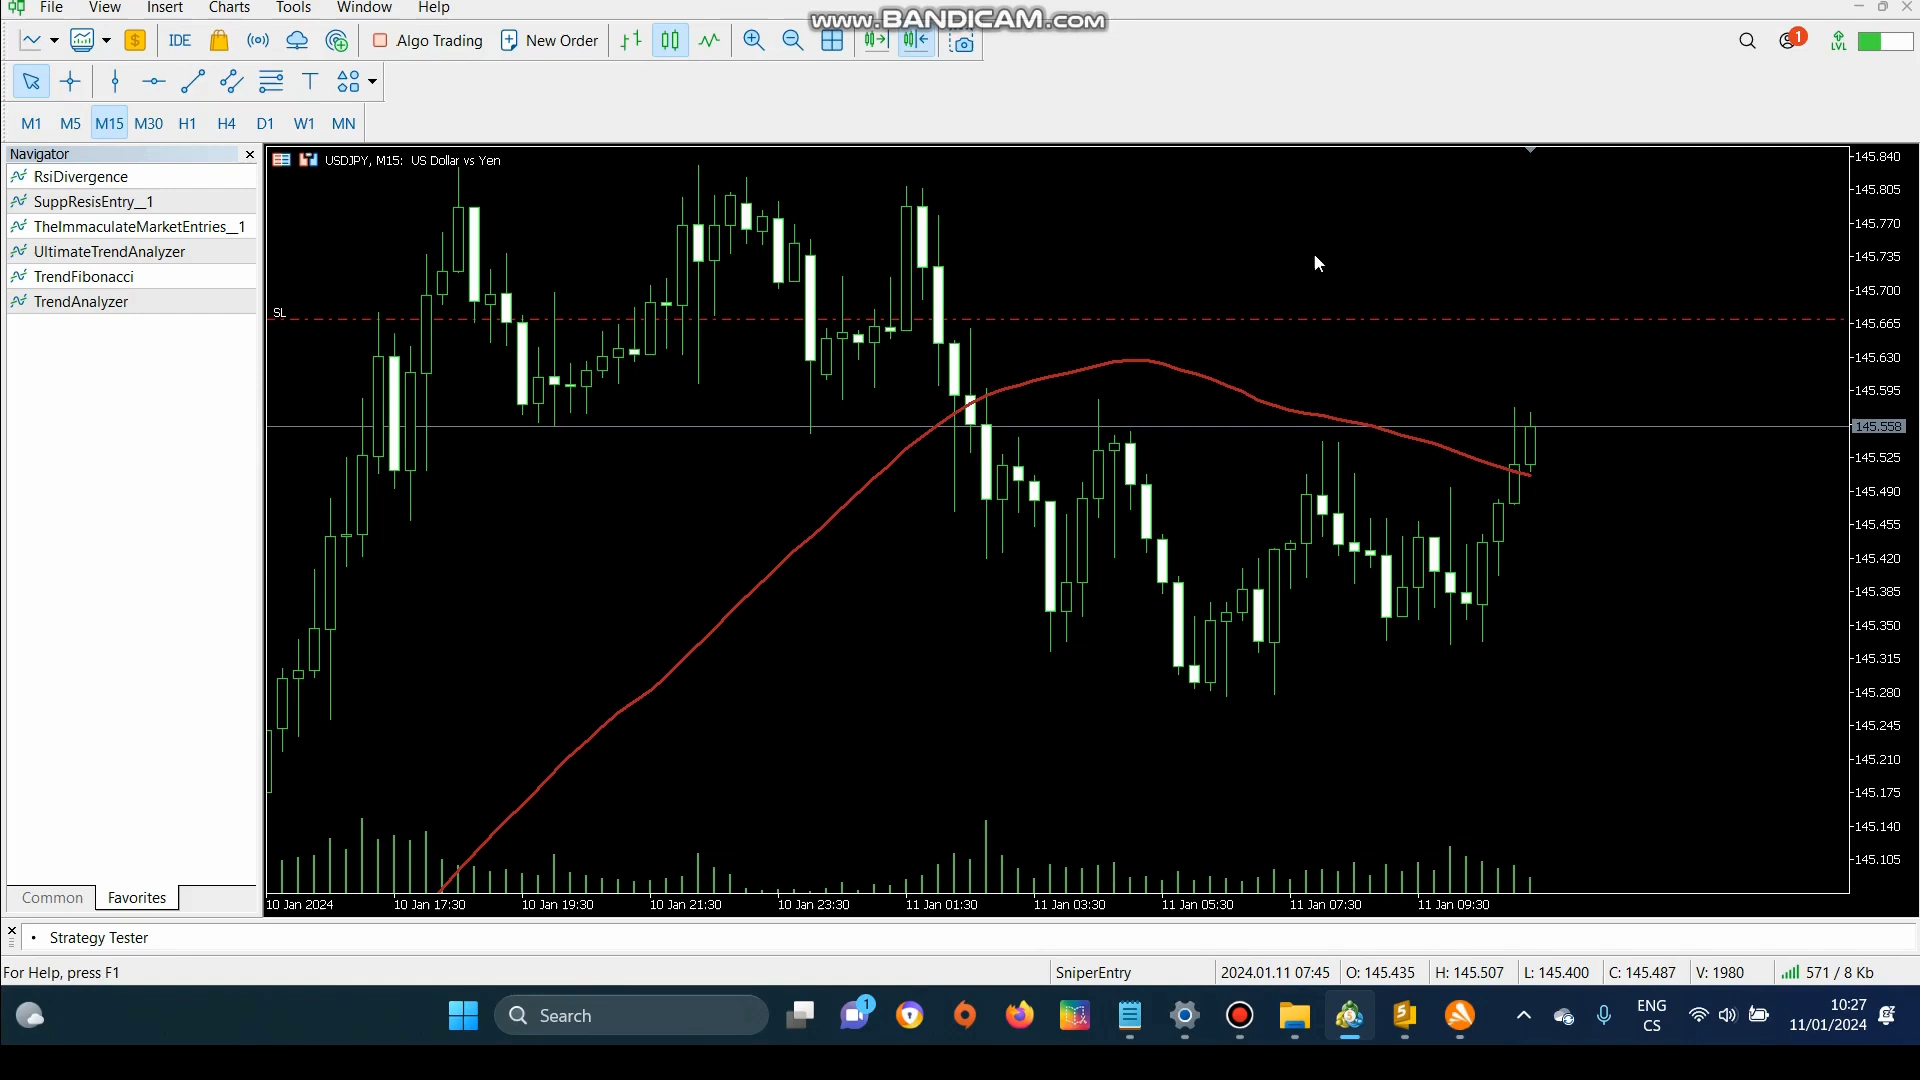 File View Insert Charts Tools Window Help
www.BANDICAM.com
IDE Algo Trading New Order
1
LVL
T
M1 M5 M15 M30 H1 H4 D1 W1 MN
Navigator
RsiDivergence
SuppResisEntry__1
TheImmaculateMarketEntries__1
UltimateTrendAnalyzer
TrendFibonacci
TrendAnalyzer
Common Favorites
USDJPY, M15: US Dollar vs Yen
SL
145.840
145.805
145.770
145.735
145.700
145.665
145.630
145.595
145.558
145.525
145.490
145.455
145.420
145.385
145.350
145.315
145.280
145.245
145.210
145.175
145.140
145.105
10 Jan 2024 10 Jan 17:30 10 Jan 19:30 10 Jan 21:30 10 Jan 23:30 11 Jan 01:30 11 Jan 03:30 11 Jan 05:30 11 Jan 07:30 11 Jan 09:30
Strategy Tester
For Help, press F1 SniperEntry 2024.01.11 07:45 O: 145.435 H: 145.507 L: 145.400 C: 145.487 V: 1980 571 / 8 Kb
Search
1
5
ENG
CS
10:27
11/01/2024